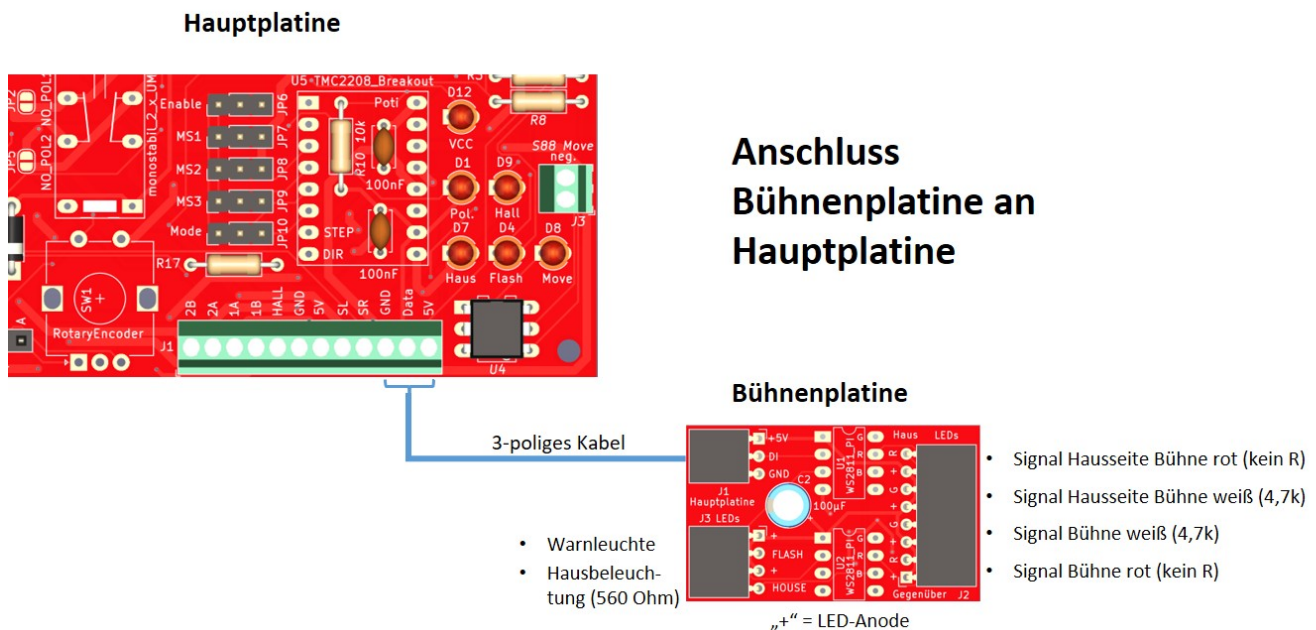 Hauptplatine
U5-TMC2208_Breakout
JP2
NO_POL1
NO_POL2
JP5
monostabil_2_x_UM
Enable
JP6
MS1
JP7
MS2
JP8
MS3
JP9
Mode
JP10
R17
Poti
R10 10k
100nF
STEP
DIR
100nF
D12
VCC
D1
D9
Pol.
Hall
D7
D4
D8
Haus
Flash
Move
R8
S88 Move
neg.
J3
SW1
A
RotaryEncoder
2B
2A
1A
1B
HALL
GND
5V
SL
SR
GND
Data
5V
J1
U4
Anschluss
Bühnenplatine an
Hauptplatine
3-poliges Kabel
Bühnenplatine
+5V
DI
GND
J1
Hauptplatine
J3 LEDs
C2
100µF
+
+
FLASH
+
HOUSE
U1
WS2811_PI
G
R
B
U2
WS2811_PI
G
R
B
Haus LEDs
R
+
G
+
G
+
R
+
Gegenüber J2
• Warnleuchte
• Hausbeleuch-
tung (560 Ohm)
• Signal Hausseite Bühne rot (kein R)
• Signal Hausseite Bühne weiß (4,7k)
• Signal Bühne weiß (4,7k)
• Signal Bühne rot (kein R)
„+“ = LED-Anode